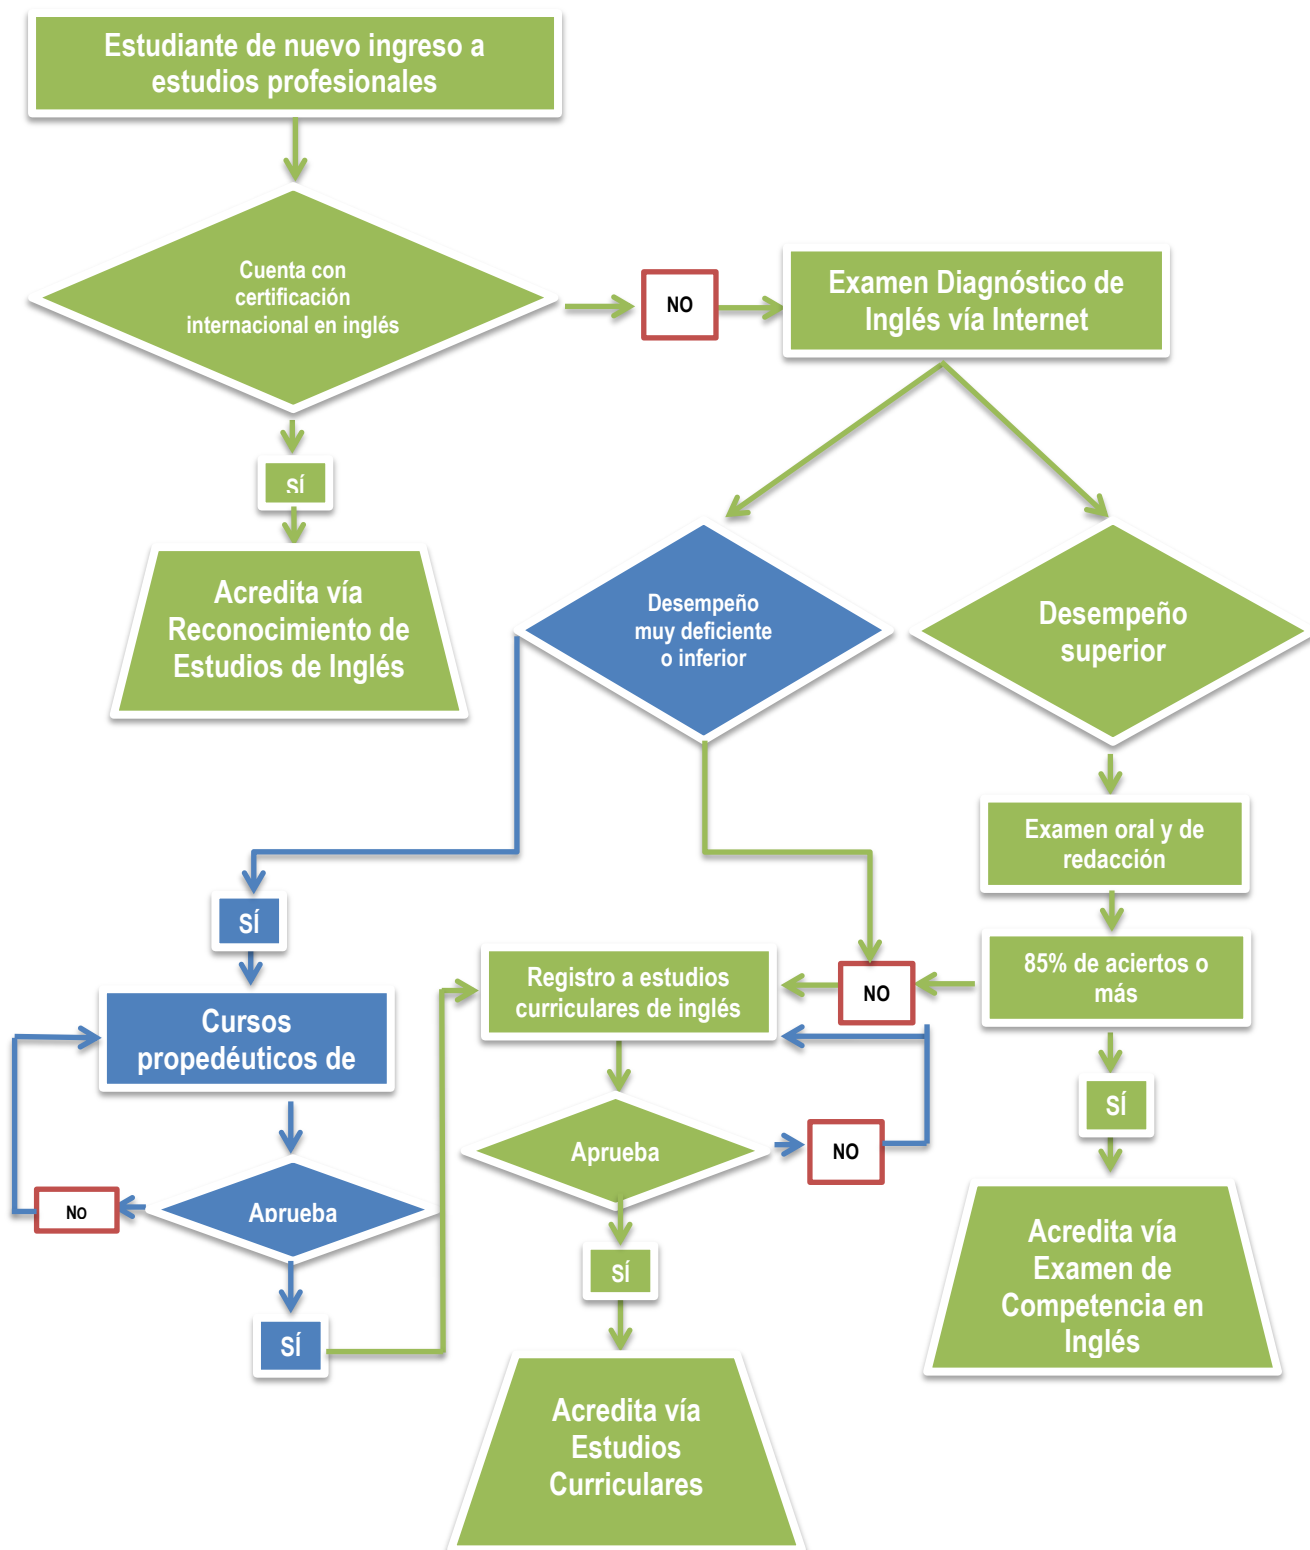 Estudiante de nuevo ingreso a
estudios profesionales
Cuenta con
certificación
internacional en inglés
NO
Examen Diagnóstico de
Inglés vía Internet
SÍ
Acredita vía
Reconocimiento de
Estudios de Inglés
Desempeño
muy deficiente
o inferior
Desempeño
superior
Examen oral y de
redacción
SÍ
85% de aciertos o
más
Registro a estudios
curriculares de inglés
NO
Cursos
propedéuticos de
SÍ
Aprueba
NO
NO
Aprueba
SÍ
SÍ
Acredita vía
Examen de
Competencia en
Inglés
Acredita vía
Estudios
Curriculares